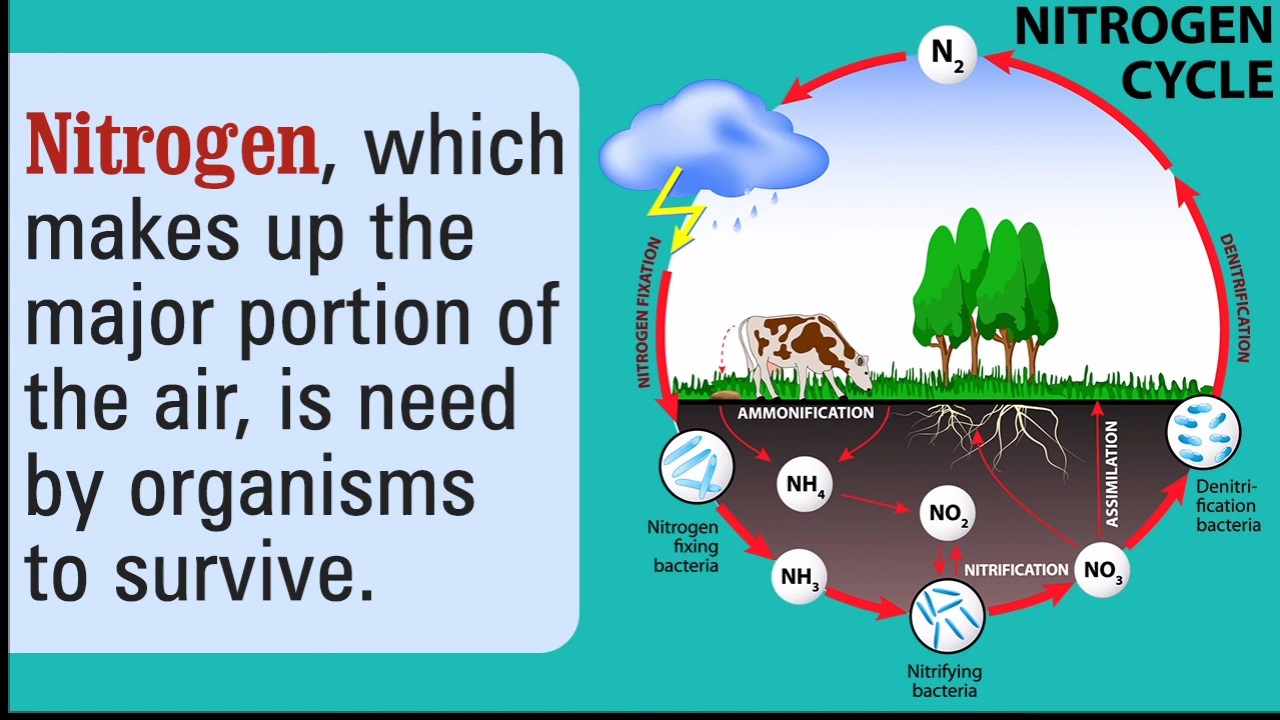 NITROGEN
CYCLE
Nitrogen, which
makes up the
major portion of
the air, is need
by organisms
to survive.
N₂
NITROGEN FIXATION
DENITRIFICATION
AMMONIFICATION
ASSIMILATION
NH₄
NO₂
NITRIFICATION
NO₃
NH₃
Nitrogen
fixing
bacteria
Denitri-
fication
bacteria
Nitrifying
bacteria